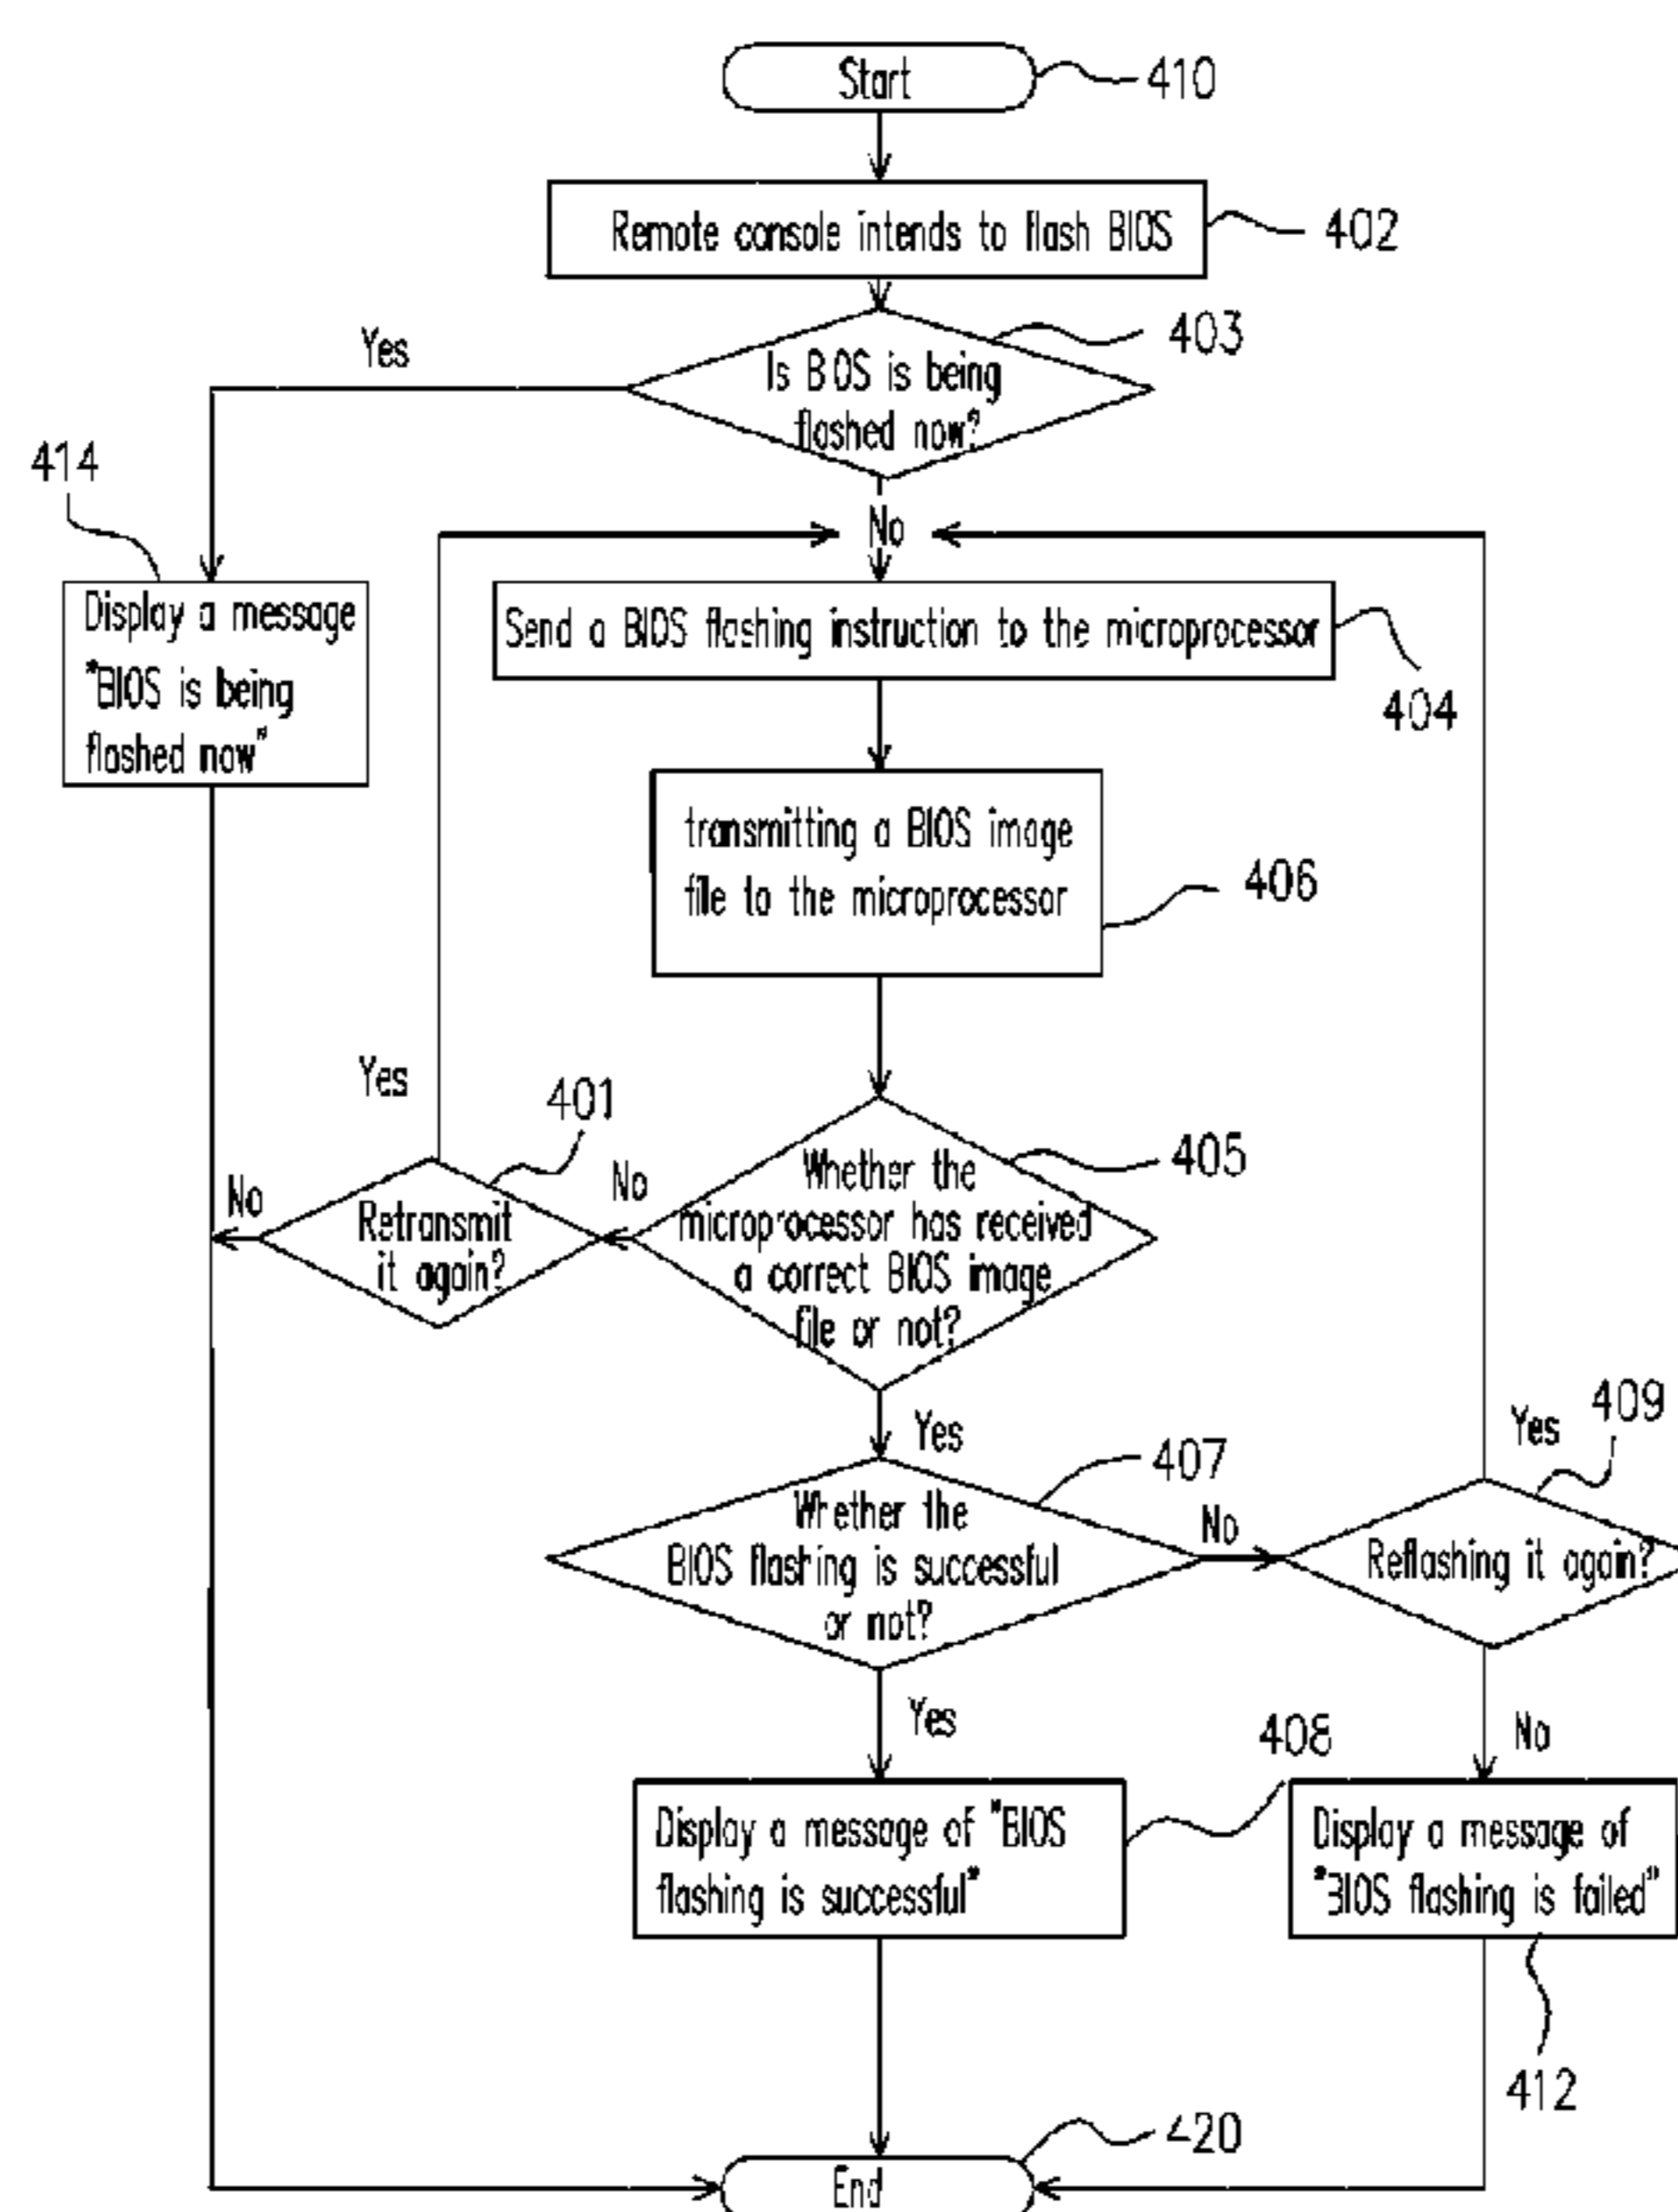 Start
410
Remote console intends to flash BIOS
402
403
Yes
Is BIOS is being
flashed now?
414
No
Display a message
"BIOS is being
flashed now"
Send a BIOS flashing instruction to the microprocessor
404
transmitting a BIOS image
file to the microprocessor
406
Yes
401
405
Whether the
microprocessor has received
a correct BIOS image
file or not?
No
Retransmit
it again?
No
Yes
409
Yes
407
Whether the
BIOS flashing is successful
or not?
No
Reflashing it again?
Yes
408
No
Display a message of "BIOS
flashing is successful"
Display a message of
"BIOS flashing is failed"
412
420
End